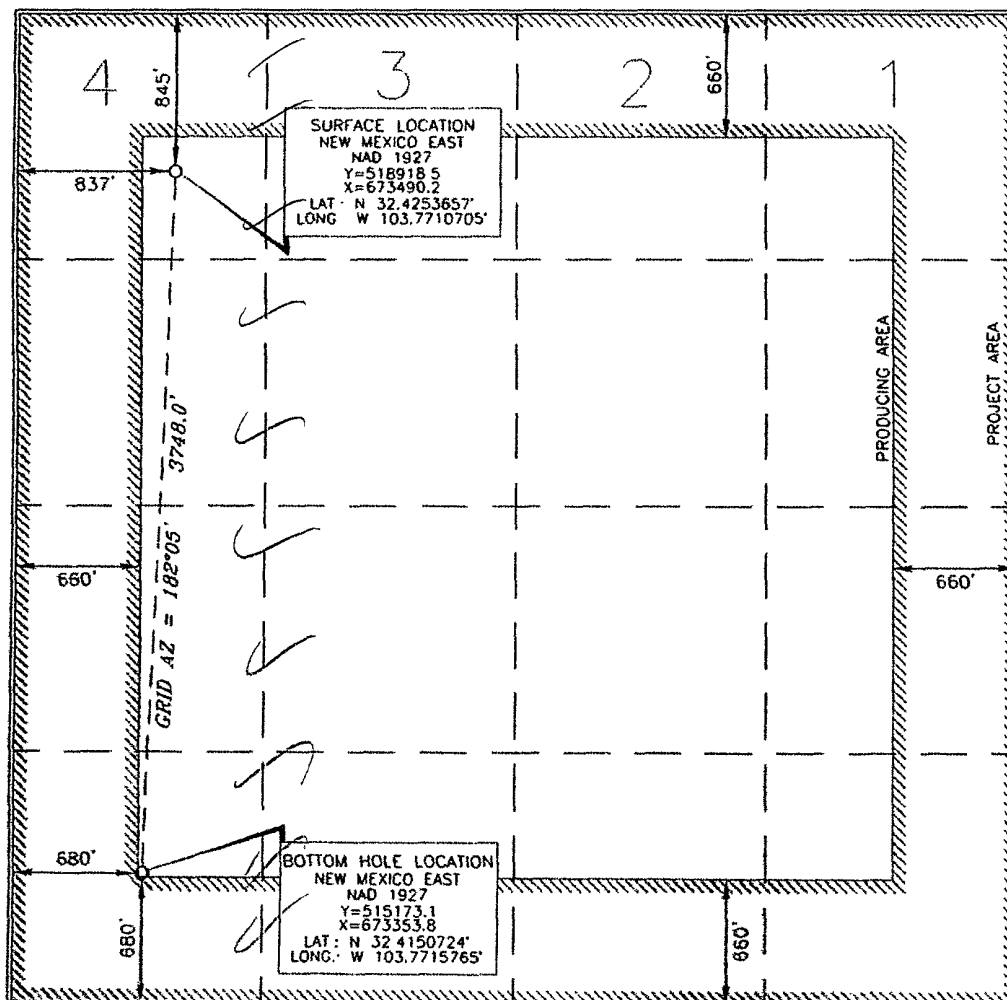 4
3
2
1
845'
660'
SURFACE LOCATION
NEW MEXICO EAST
NAD 1927
Y=518918 5
X=673490.2
LAT · N 32.4253657'
LONG W 103.7710705'
837'
PRODUCING AREA
PROJECT AREA
3748.0'
GRID AZ = 182°05'
660'
660'
680'
BOTTOM HOLE LOCATION
NEW MEXICO EAST
NAD 1927
Y=515173.1
X=673353.8
LAT: N 32 4150724'
LONG.· W 103.7715765'
680'
660'